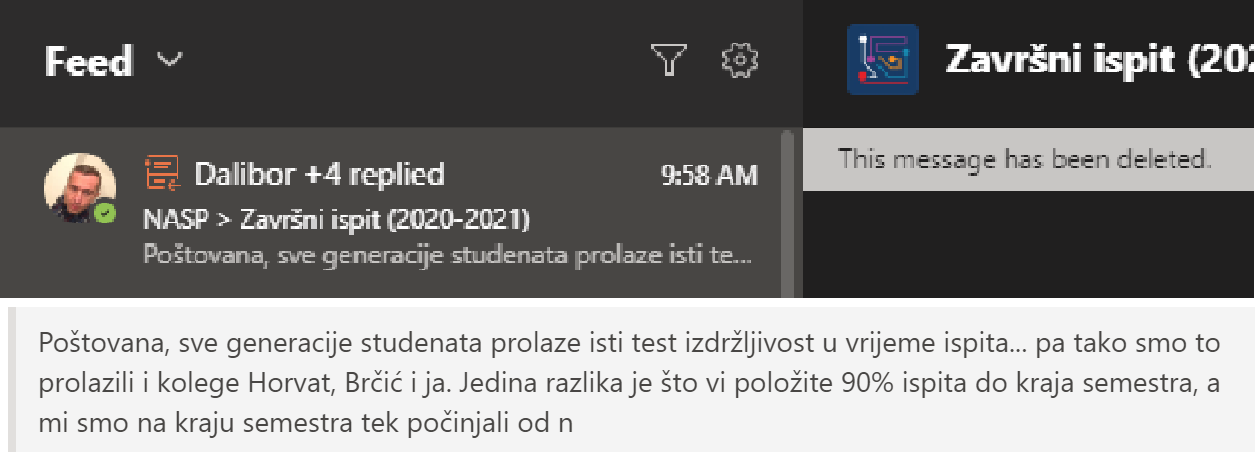 Feed
Završni ispit (202
This message has been deleted.
Dalibor +4 replied
9:58 AM
NASP > Završni ispit (2020-2021)
Poštovana, sve generacije studenata prolaze isti te...
Poštovana, sve generacije studenata prolaze isti test izdržljivost u vrijeme ispita... pa tako smo to
prolazili i kolege Horvat, Brčić i ja. Jedina razlika je što vi položite 90% ispita do kraja semestra, a
mi smo na kraju semestra tek počinjali od n